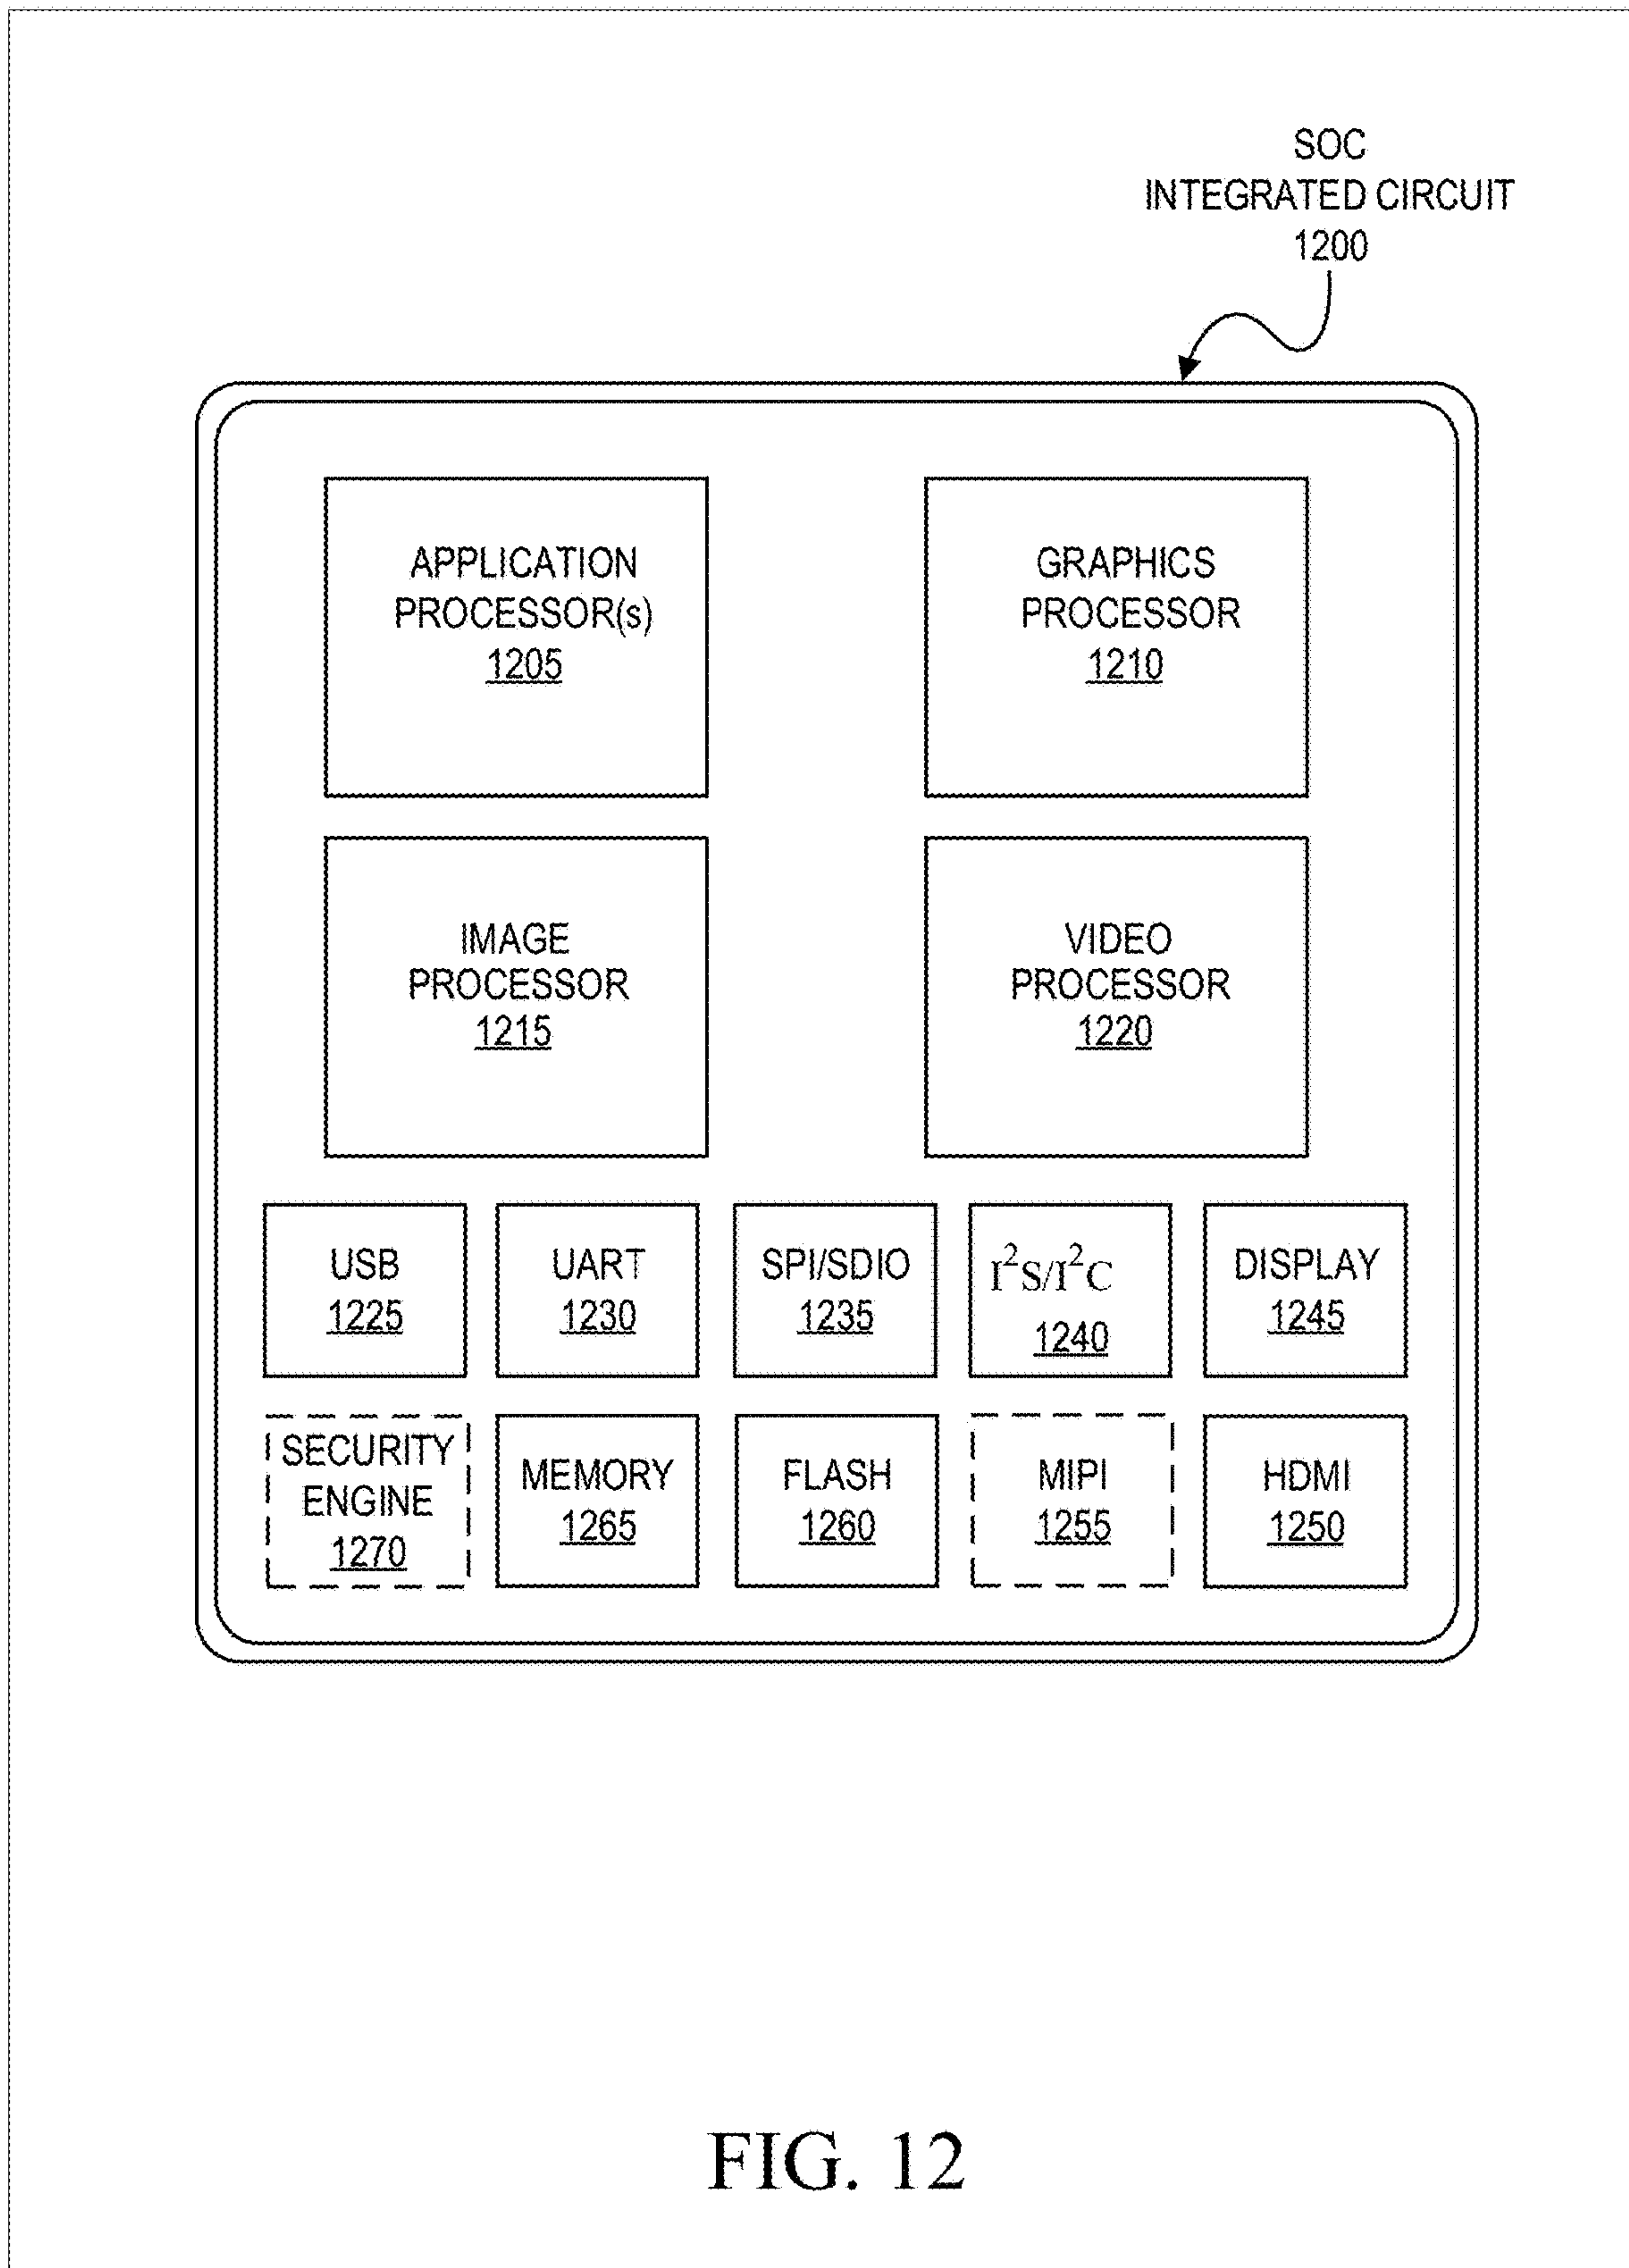 SOC
INTEGRATED CIRCUIT
1200
APPLICATION
PROCESSOR(s)
1205
GRAPHICS
PROCESSOR
1210
IMAGE
PROCESSOR
1215
VIDEO
PROCESSOR
1220
USB
1225
UART
1230
SPI/SDIO
1235
I²S/I²C
1240
DISPLAY
1245
SECURITY
ENGINE
1270
MEMORY
1265
FLASH
1260
MIPI
1255
HDMI
1250
FIG. 12